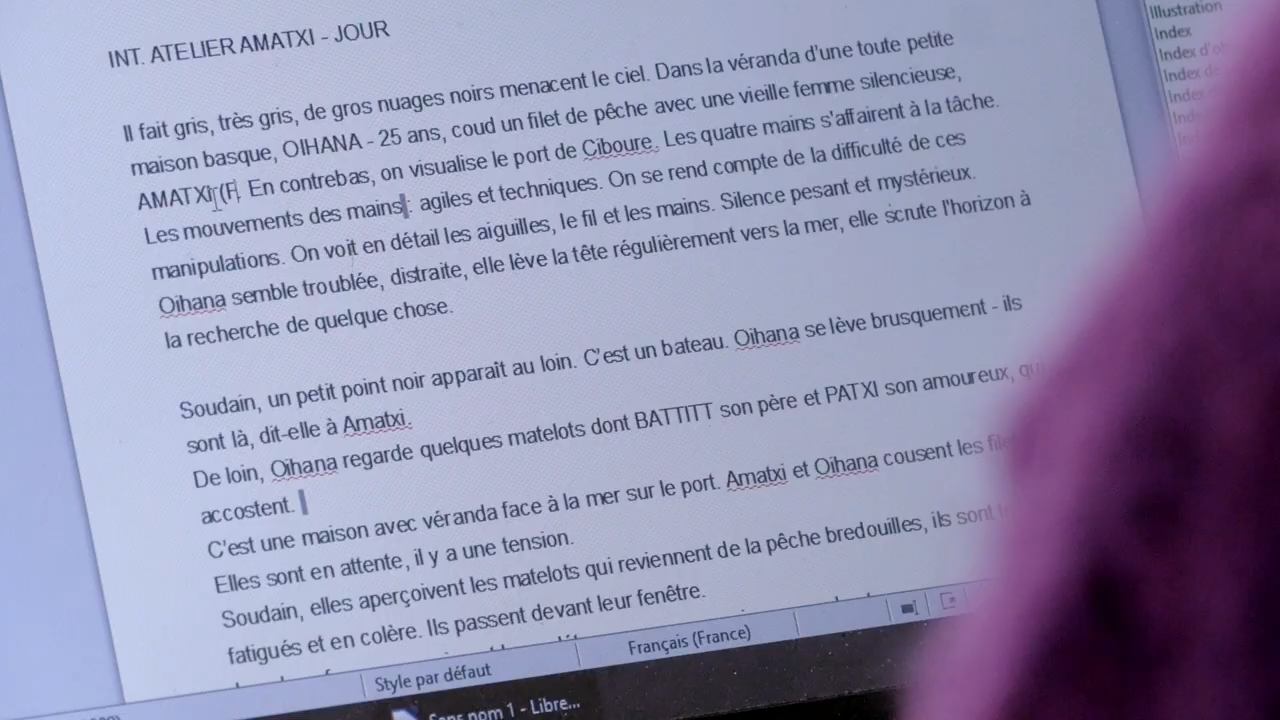 INT. ATELIER AMATXI - JOUR
Il fait gris, très gris, de gros nuages noirs menacent le ciel. Dans la véranda d'une toute petite
maison basque, OIHANA - 25 ans, coud un filet de pêche avec une vieille femme silencieuse,
AMATXI (F). En contrebas, on visualise le port de Ciboure. Les quatre mains s'affairent à la tâche.
Les mouvements des mains : agiles et techniques. On se rend compte de la difficulté de ces
manipulations. On voit en détail les aiguilles, le fil et les mains. Silence pesant et mystérieux.
Oihana semble troublée, distraite, elle lève la tête régulièrement vers la mer, elle scrute l'horizon à
la recherche de quelque chose.
Soudain, un petit point noir apparaît au loin. C'est un bateau. Oihana se lève brusquement - ils
sont là, dit-elle à Amatxi.
De loin, Oihana regarde quelques matelots dont BATTITT son père et PATXI son amoureux,
accostent.
C'est une maison avec véranda face à la mer sur le port. Amatxi et Oihana cousent les
Elles sont en attente, il y a une tension.
Soudain, elles aperçoivent les matelots qui reviennent de la pêche bredouilles, ils sont
fatigués et en colère. Ils passent devant leur fenêtre.
Illustration
Index
Index
Index
Style par défaut
Français (France)
Sans nom 1 - Libre...